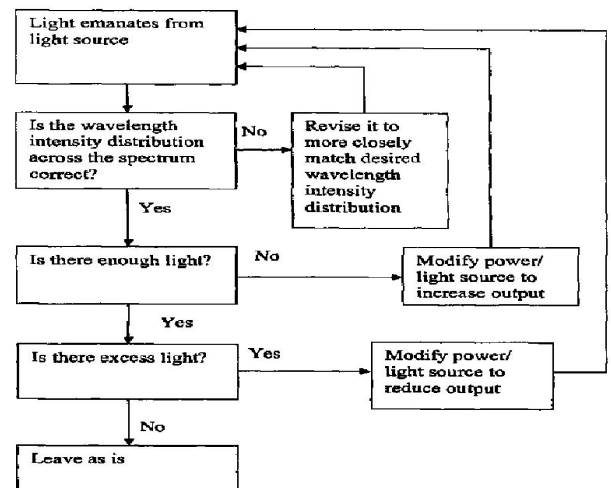 Light emanates from
light source
Is the wavelength
intensity distribution
across the spectrum
correct?
No
Revise it to
more closely
match desired
wavelength
intensity
distribution
Yes
Is there enough light?
No
Modify power/
light source to
increase output
Yes
Is there excess light?
Yes
Modify power/
light source to
reduce output
No
Leave as is